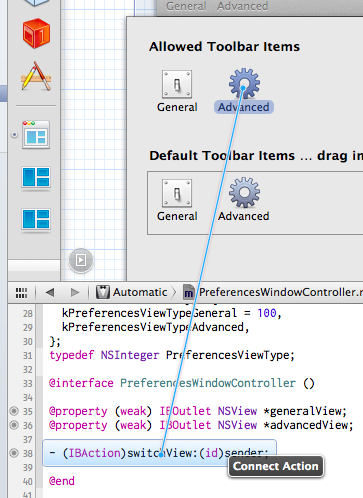 General Advanced
Allowed Toolbar Items
General Advanced
Default Toolbar Items ... drag in
General Advanced
Automatic PreferencesWindowController.m
28 kPreferencesViewTypeGeneral = 100,
29 kPreferencesViewTypeAdvanced,
30 };
31 typedef NSInteger PreferencesViewType;
32
33 @interface PreferencesWindowController ()
34
35 @property (weak) IBOutlet NSView *generalView;
36 @property (weak) IBOutlet NSView *advancedView;
37
38 - (IBAction)switchView:(id)sender;
39
Connect Action
40 @end
41